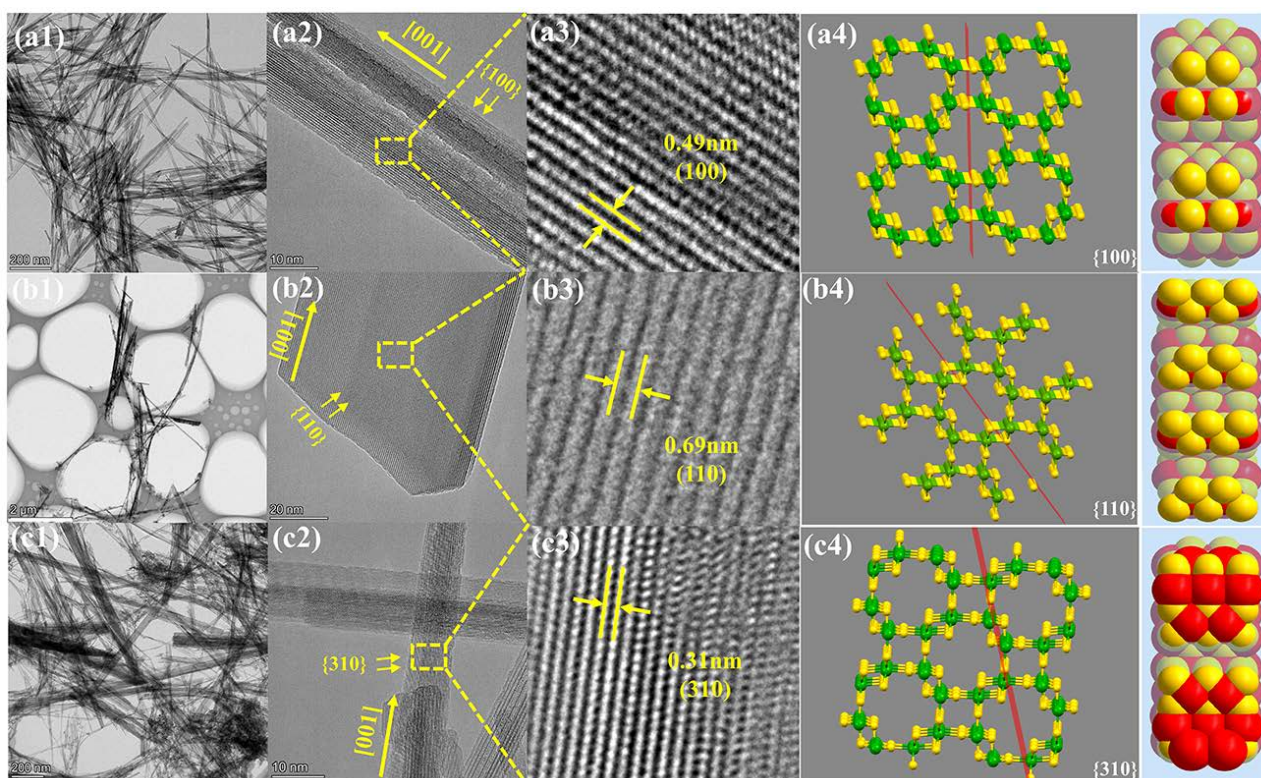 (a1)
200 nm
(a2)
[001]
{100}
10 nm
(a3)
0.49nm
(100)
(a4)
{100}
(b1)
2 μm
(b2)
[001]
{110}
20 nm
(b3)
0.69nm
(110)
(b4)
{110}
(c1)
200 nm
(c2)
{310}
[001]
10 nm
(c3)
0.31nm
(310)
(c4)
{310}